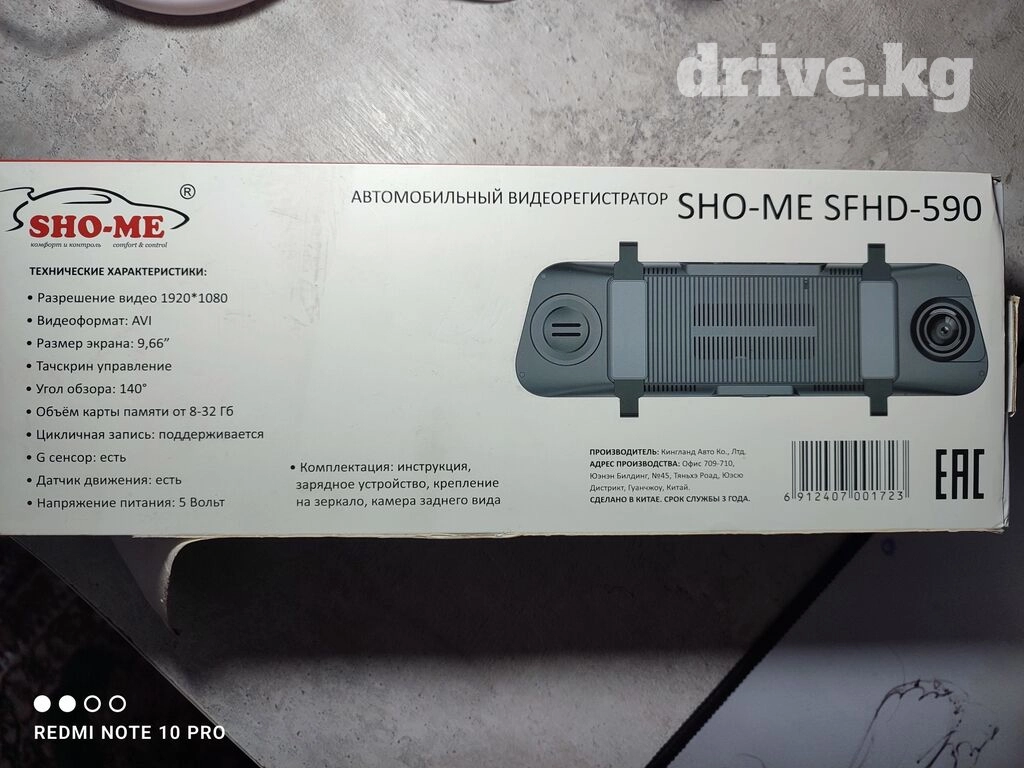 drive.kg
SHO-ME®
комфорт и контроль comfort & control
АВТОМОБИЛЬНЫЙ ВИДЕОРЕГИСТРАТОР SHO-ME SFHD-590
ТЕХНИЧЕСКИЕ ХАРАКТЕРИСТИКИ:
• Разрешение видео 1920*1080
• Видеоформат: AVI
• Размер экрана: 9,66”
• Тачскрин управление
• Угол обзора: 140°
• Объём карты памяти от 8-32 Гб
• Цикличная запись: поддерживается
• G сенсор: есть
• Датчик движения: есть
• Напряжение питания: 5 Вольт
• Комплектация: инструкция,
зарядное устройство, крепление
на зеркало, камера заднего вида
ПРОИЗВОДИТЕЛЬ: Кингланд Авто Ко., Лтд.
АДРЕС ПРОИЗВОДСТВА: Офис 709-710,
Юэнэн Билдинг, №45, Тяньхэ Роад, Юэсю
Дистрикт, Гуанчжоу, Китай.
СДЕЛАНО В КИТАЕ. СРОК СЛУЖБЫ 3 ГОДА.
6 912407 001723
EAC
REDMI NOTE 10 PRO